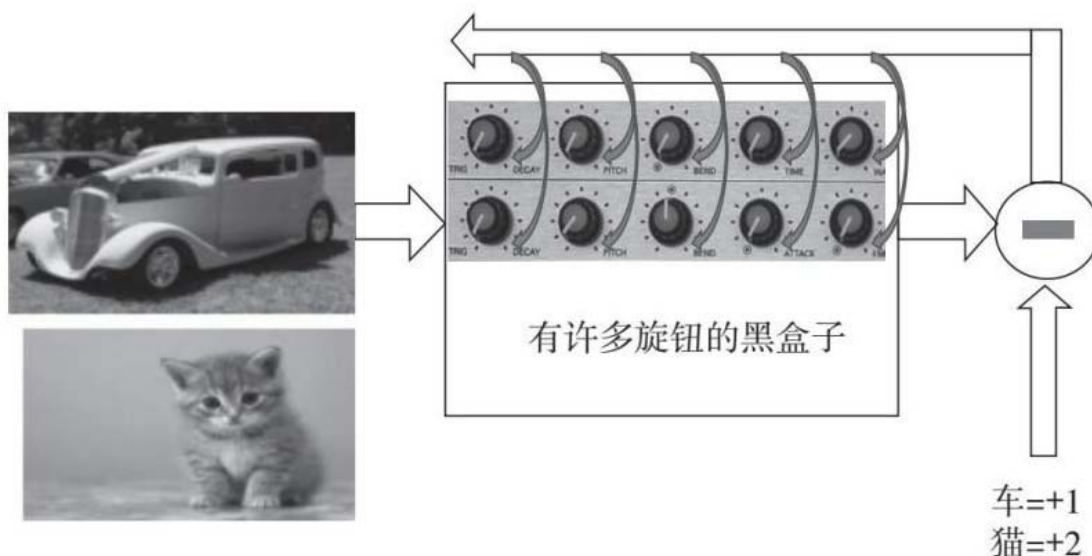 TRIG DECAY PITCH BEND TIME
TRIG DECAY PITCH BEND ATTACK
有许多旋钮的黑盒子
车=+1
猫=+2